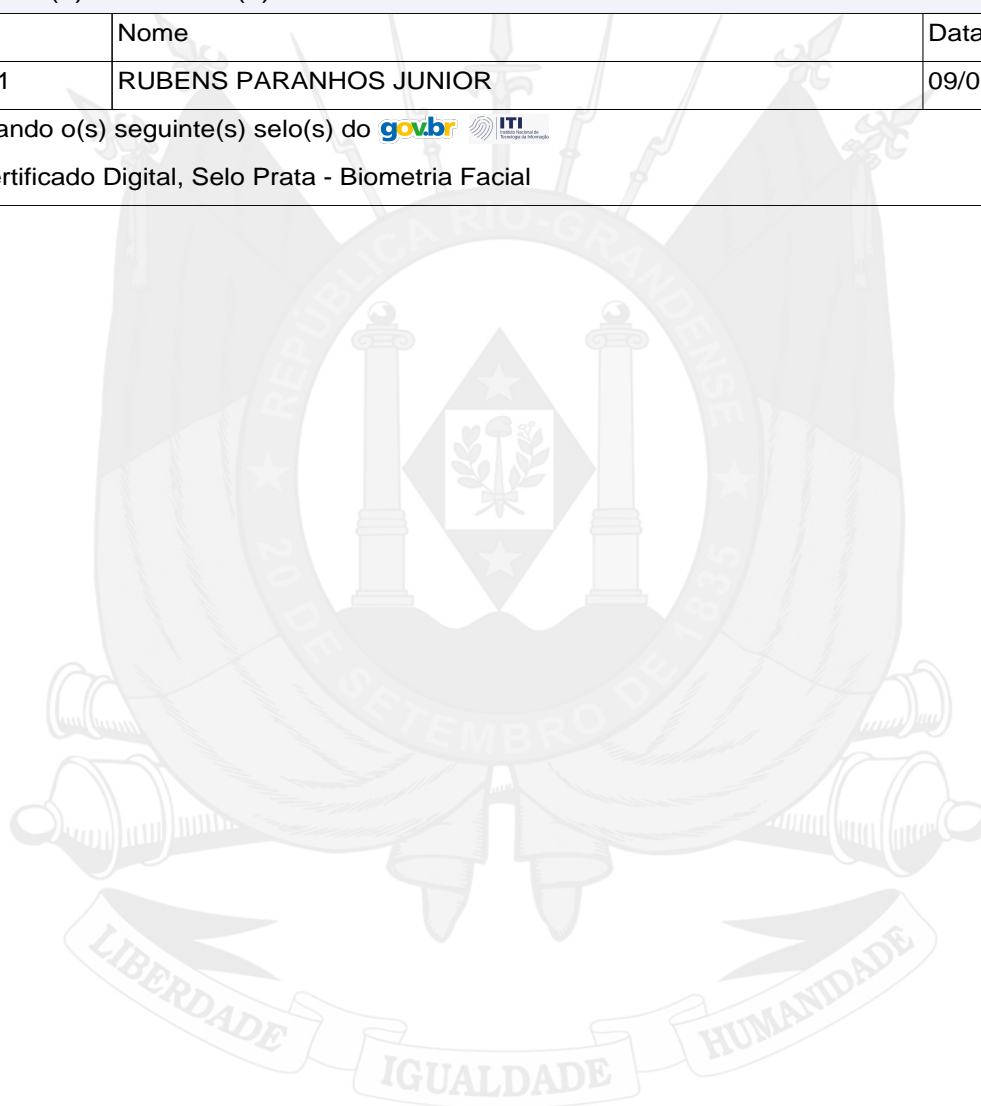 Nome
Data
1
RUBENS PARANHOS JUNIOR
09/0
ando o(s) seguinte(s) selo(s) do gov.br ITI
ertificado Digital, Selo Prata - Biometria Facial
REPÚBLICA RIO-GRANDENSE
20 DE SETEMBRO DE 1835
LIBERDADE
IGUALDADE
HUMANIDADE